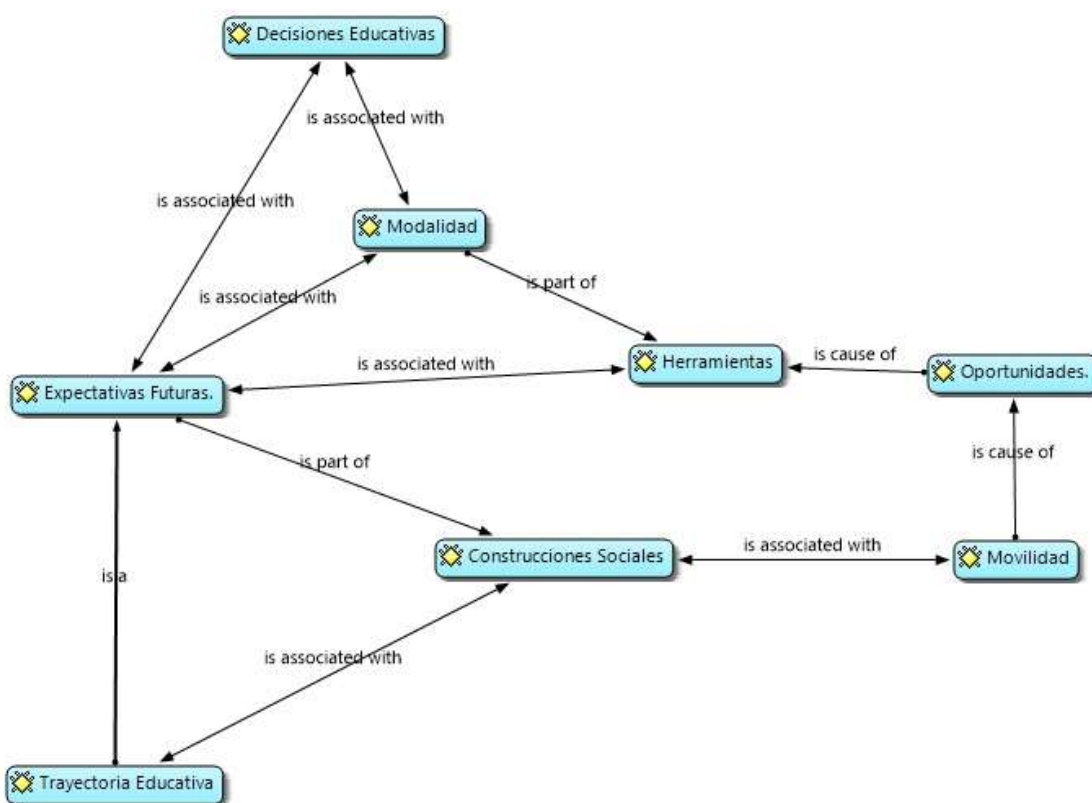 Decisiones Educativas
is associated with
is associated with
Modalidad
is part of
is associated with
Herramientas
is cause of
Oportunidades.
is associated with
Expectativas Futuras.
is part of
is cause of
Construcciones Sociales
is associated with
Movilidad
is a
is associated with
Trayectoria Educativa